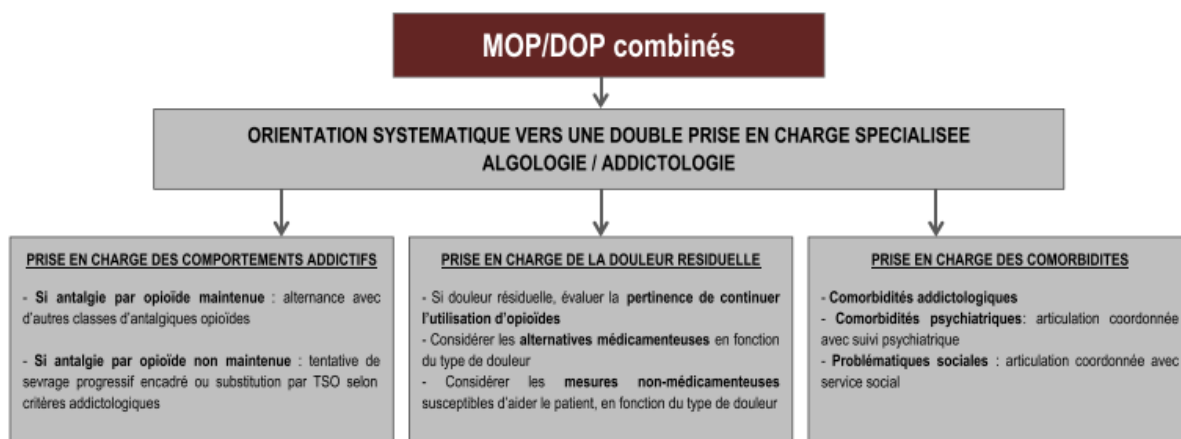 MOP/DOP combinés
ORIENTATION SYSTEMATIQUE VERS UNE DOUBLE PRISE EN CHARGE SPECIALISEE
ALGOLOGIE / ADDICTOLOGIE
PRISE EN CHARGE DES COMPORTEMENTS ADDICTIFS
- Si antalgie par opioïde maintenue : alternance avec
d'autres classes d'antalgiques opioïdes
- Si antalgie par opioïde non maintenue : tentative de
sevrage progressif encadré ou substitution par TSO selon
critères addictologiques
PRISE EN CHARGE DE LA DOULEUR RESIDUELLE
- Si douleur résiduelle, évaluer la pertinence de continuer
l'utilisation d'opioïdes
- Considérer les alternatives médicamenteuses en fonction
du type de douleur
- Considérer les mesures non-médicamenteuses
susceptibles d'aider le patient, en fonction du type de douleur
PRISE EN CHARGE DES COMORBIDITES
- Comorbidités addictologiques
- Comorbidités psychiatriques: articulation coordonnée
avec suivi psychiatrique
- Problématiques sociales : articulation coordonnée avec
service social